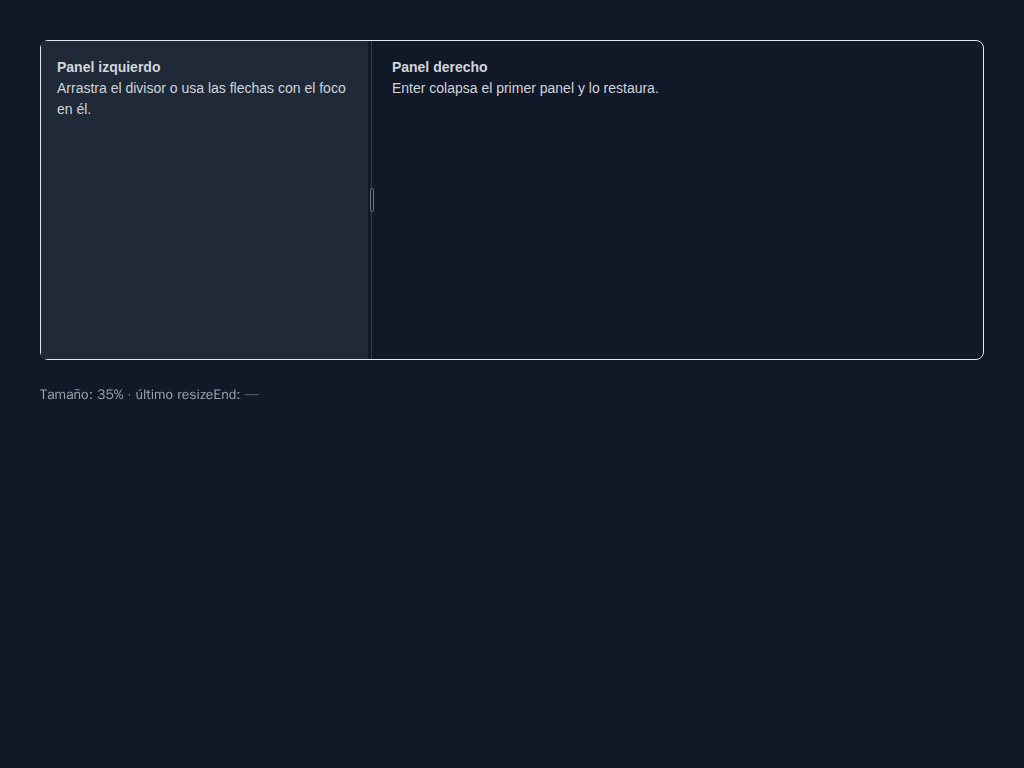 Panel izquierdo
Arrastra el divisor o usa las flechas con el foco
en él.
Panel derecho
Enter colapsa el primer panel y lo restaura.
Tamaño: 35% · último resizeEnd: —